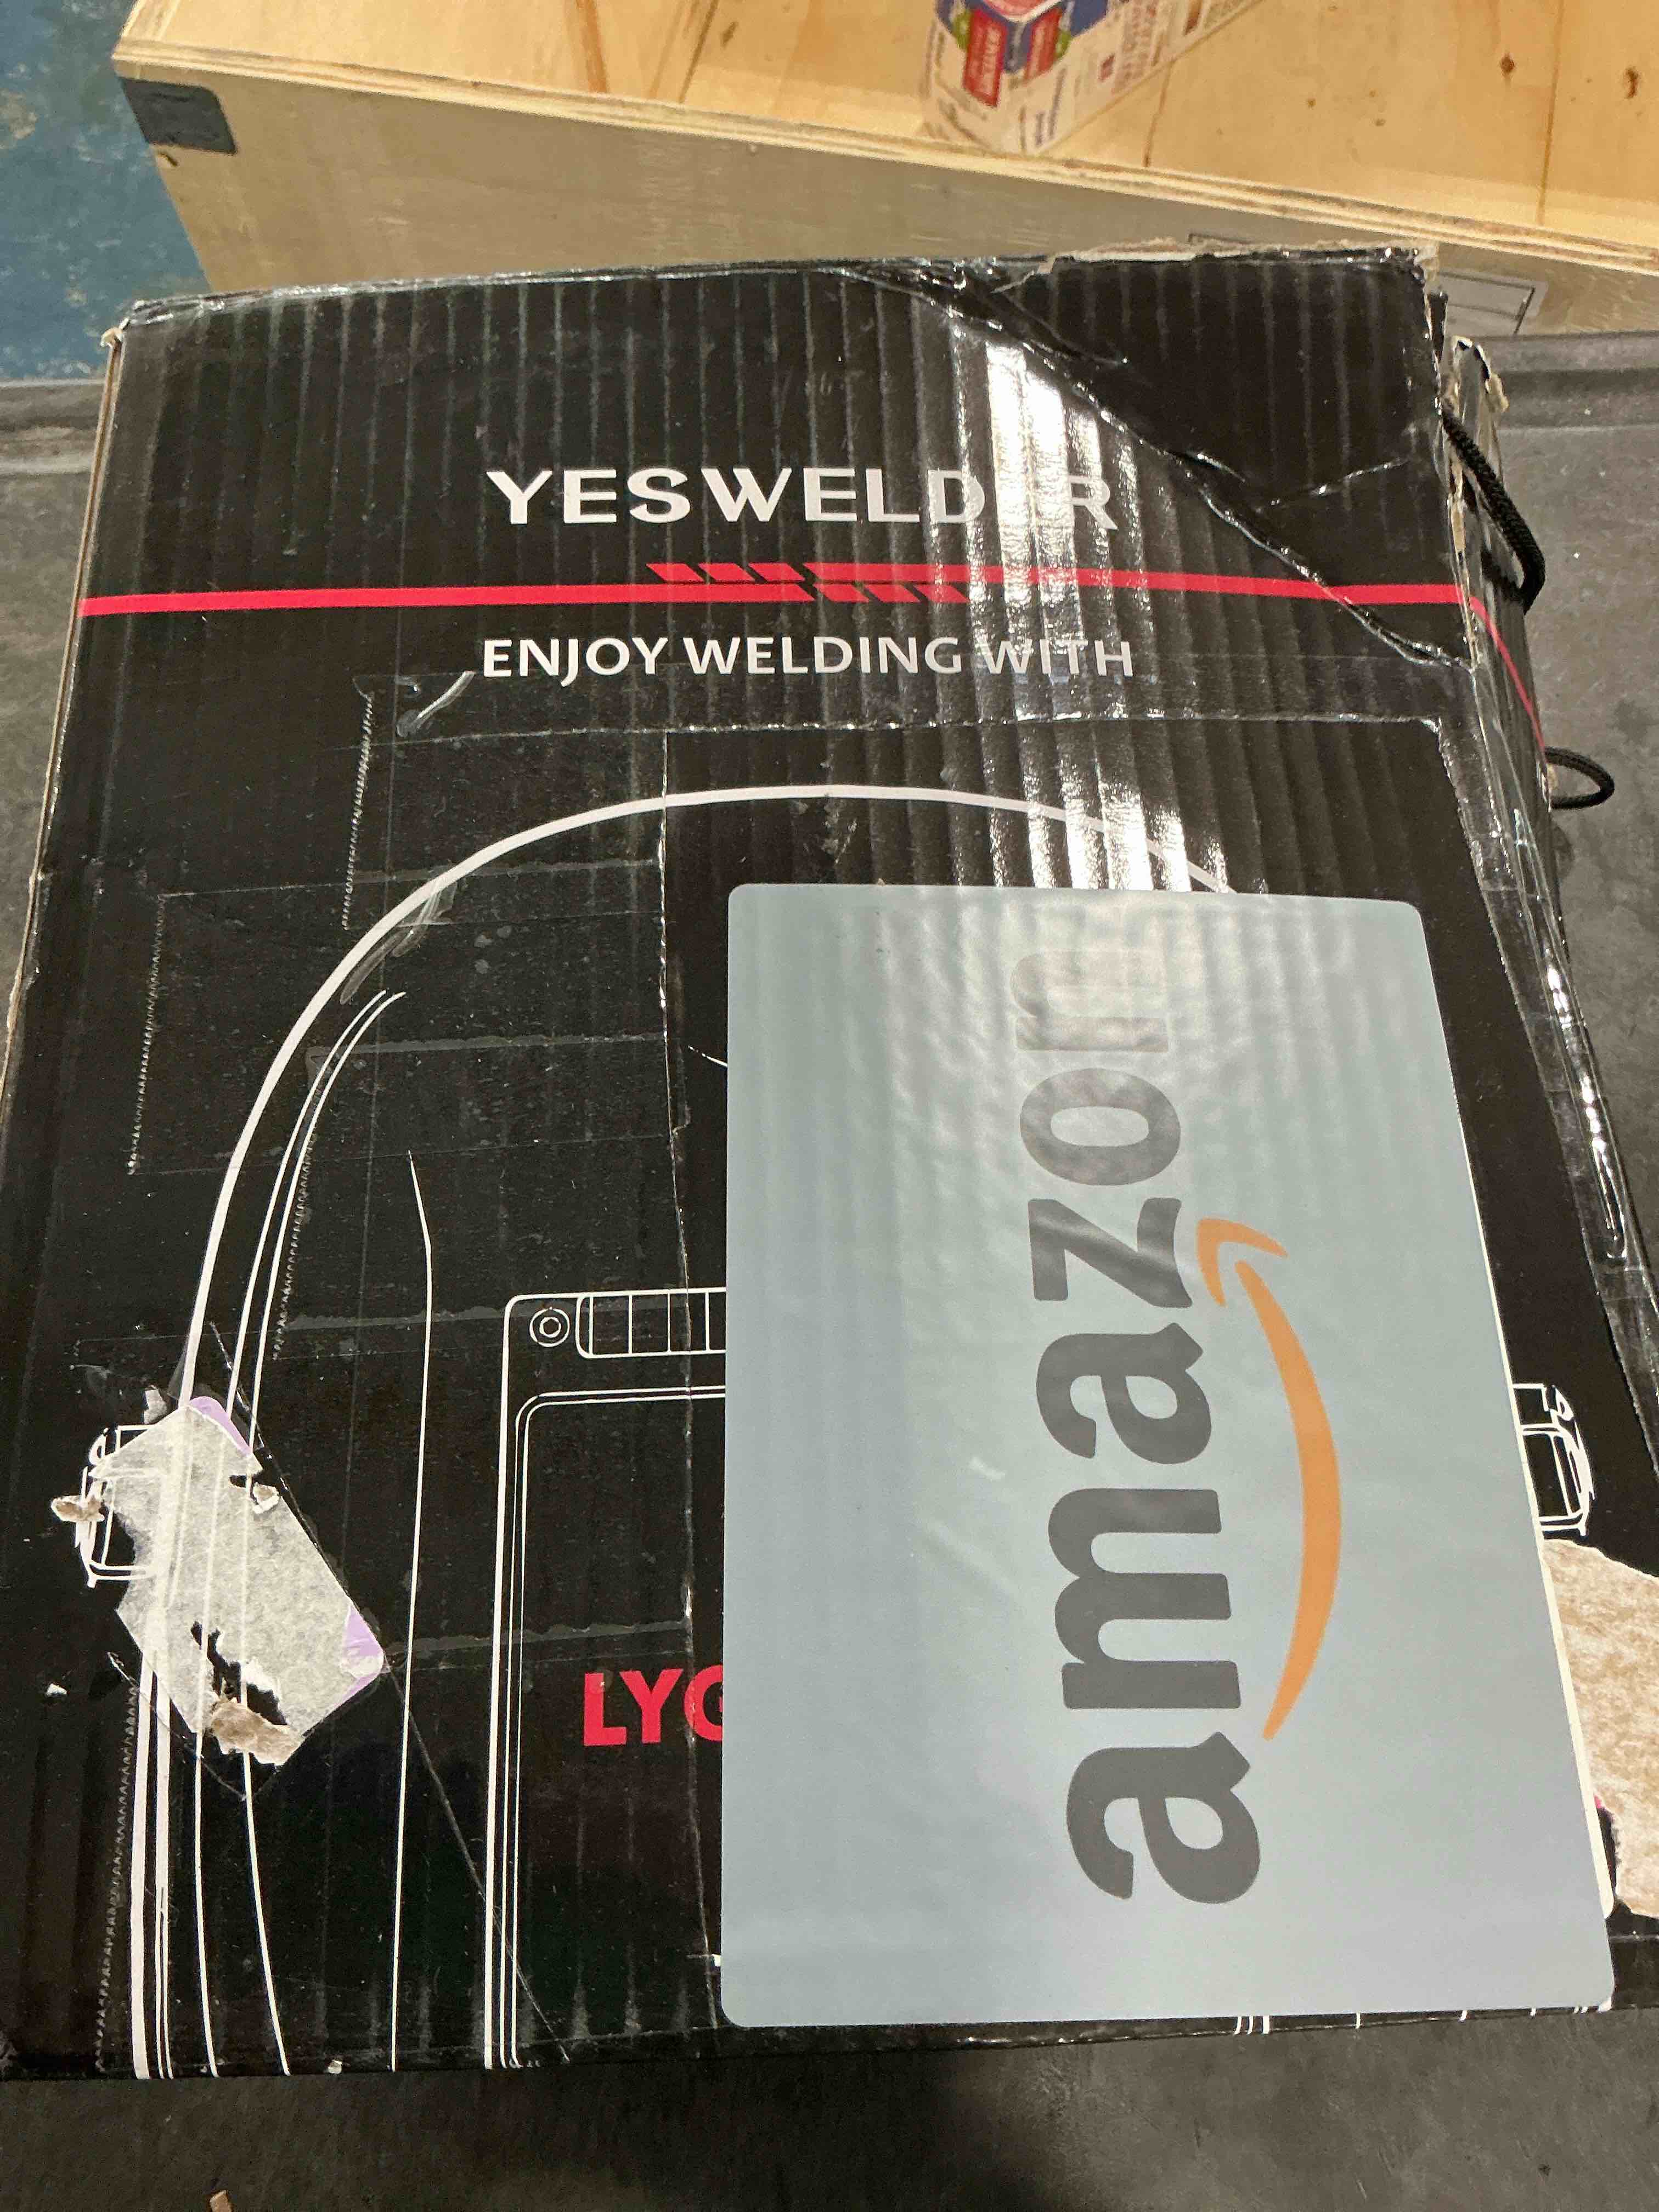 YESWELDER
ENJOY WELDING WITH
LYG
amazon